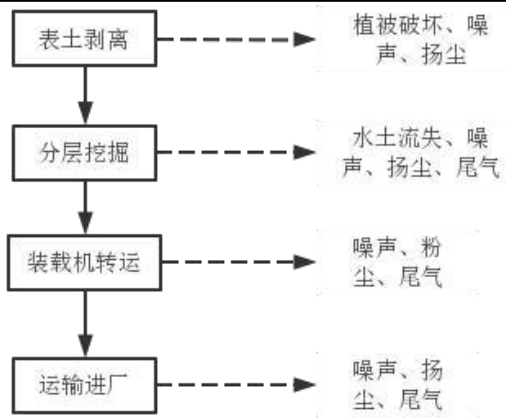 表土剥离
植被破坏、噪
声、扬尘
分层挖掘
水土流失、噪
声、扬尘、尾气
装载机转运
噪声、粉
尘、尾气
运输进厂
噪声、扬
尘、尾气